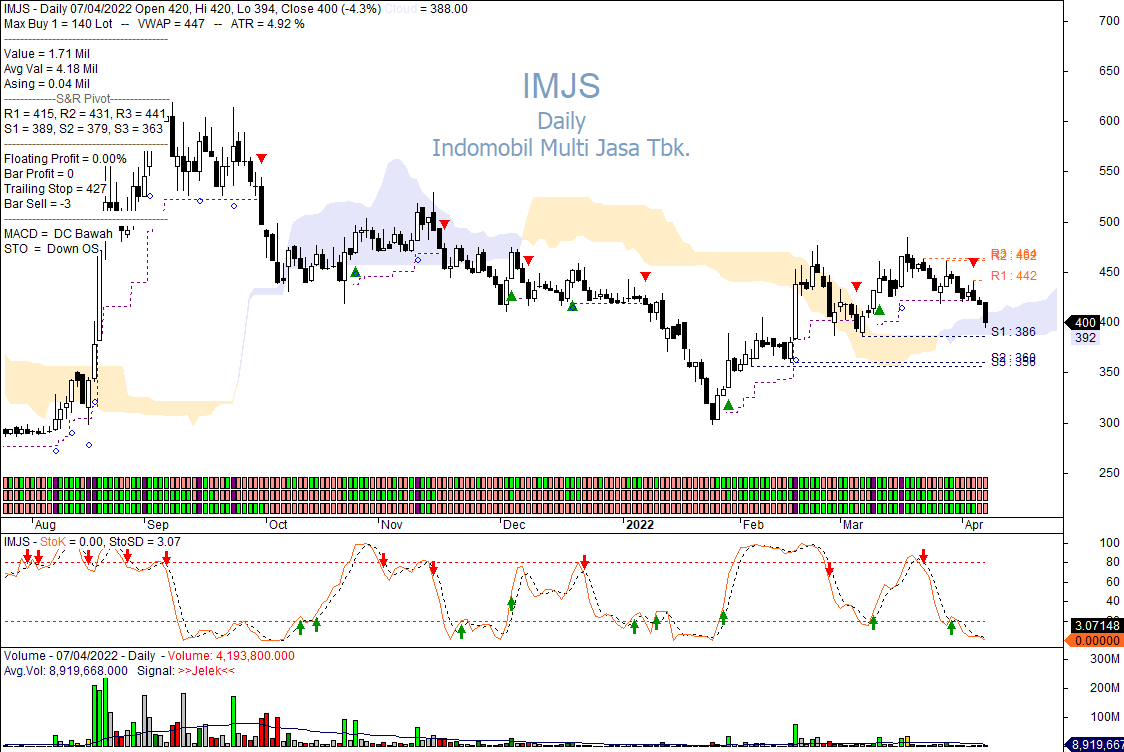 IMJS - Daily 07/04/2022 Open 420, Hi 420, Lo 394, Close 400 (-4.3%) Cloud = 388.00
Max Buy 1 = 140 Lot -- VWAP = 447 -- ATR = 4.92 %
Value = 1.71 Mil
Avg Val = 4.18 Mil
Asing = 0.04 Mil
S&R Pivot
R1 = 415, R2 = 431, R3 = 441
S1 = 389, S2 = 379, S3 = 363
Floating Profit = 0.00%
Bar Profit = 0
Trailing Stop = 427
Bar Sell = -3
MACD = DC Bawah
STO = Down OS
IMJS
Daily
Indomobil Multi Jasa Tbk.
700
650
600
550
500
450
400
350
300
250
R1 : 442
S1 : 386
400
392
Aug Sep Oct Nov Dec 2022 Feb Mar Apr
IMJS - StoK = 0.00, StoSD = 3.07
100
80
60
40
3.07148
0.00000
Volume - 07/04/2022 - Daily - Volume: 4,193,800.000
Avg.Vol: 8,919,668.000 Signal: >>Jelek<<
300M
200M
100M
8,919,667